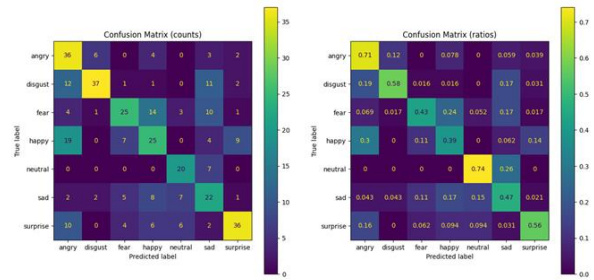 Confusion Matrix (counts)
True label
angry 36 6 0 4 0 3 2
disgust 12 37 1 1 0 11 2
fear 4 1 25 14 3 10 1
happy 19 0 7 25 0 4 9
neutral 0 0 0 0 20 7 0
sad 2 2 5 8 7 22 1
surprise 10 0 4 6 6 2 36
angry disgust fear happy neutral sad surprise
Predicted label
35
30
25
20
15
10
5
0
Confusion Matrix (ratios)
True label
angry 0.71 0.12 0 0.078 0 0.059 0.039
disgust 0.19 0.58 0.016 0.016 0 0.17 0.031
fear 0.069 0.017 0.43 0.24 0.052 0.17 0.017
happy 0.3 0 0.11 0.39 0 0.062 0.14
neutral 0 0 0 0 0.74 0.26 0
sad 0.043 0.043 0.11 0.17 0.15 0.47 0.021
surprise 0.16 0 0.062 0.094 0.094 0.031 0.56
angry disgust fear happy neutral sad surprise
Predicted label
0.7
0.6
0.5
0.4
0.3
0.2
0.1
0.0